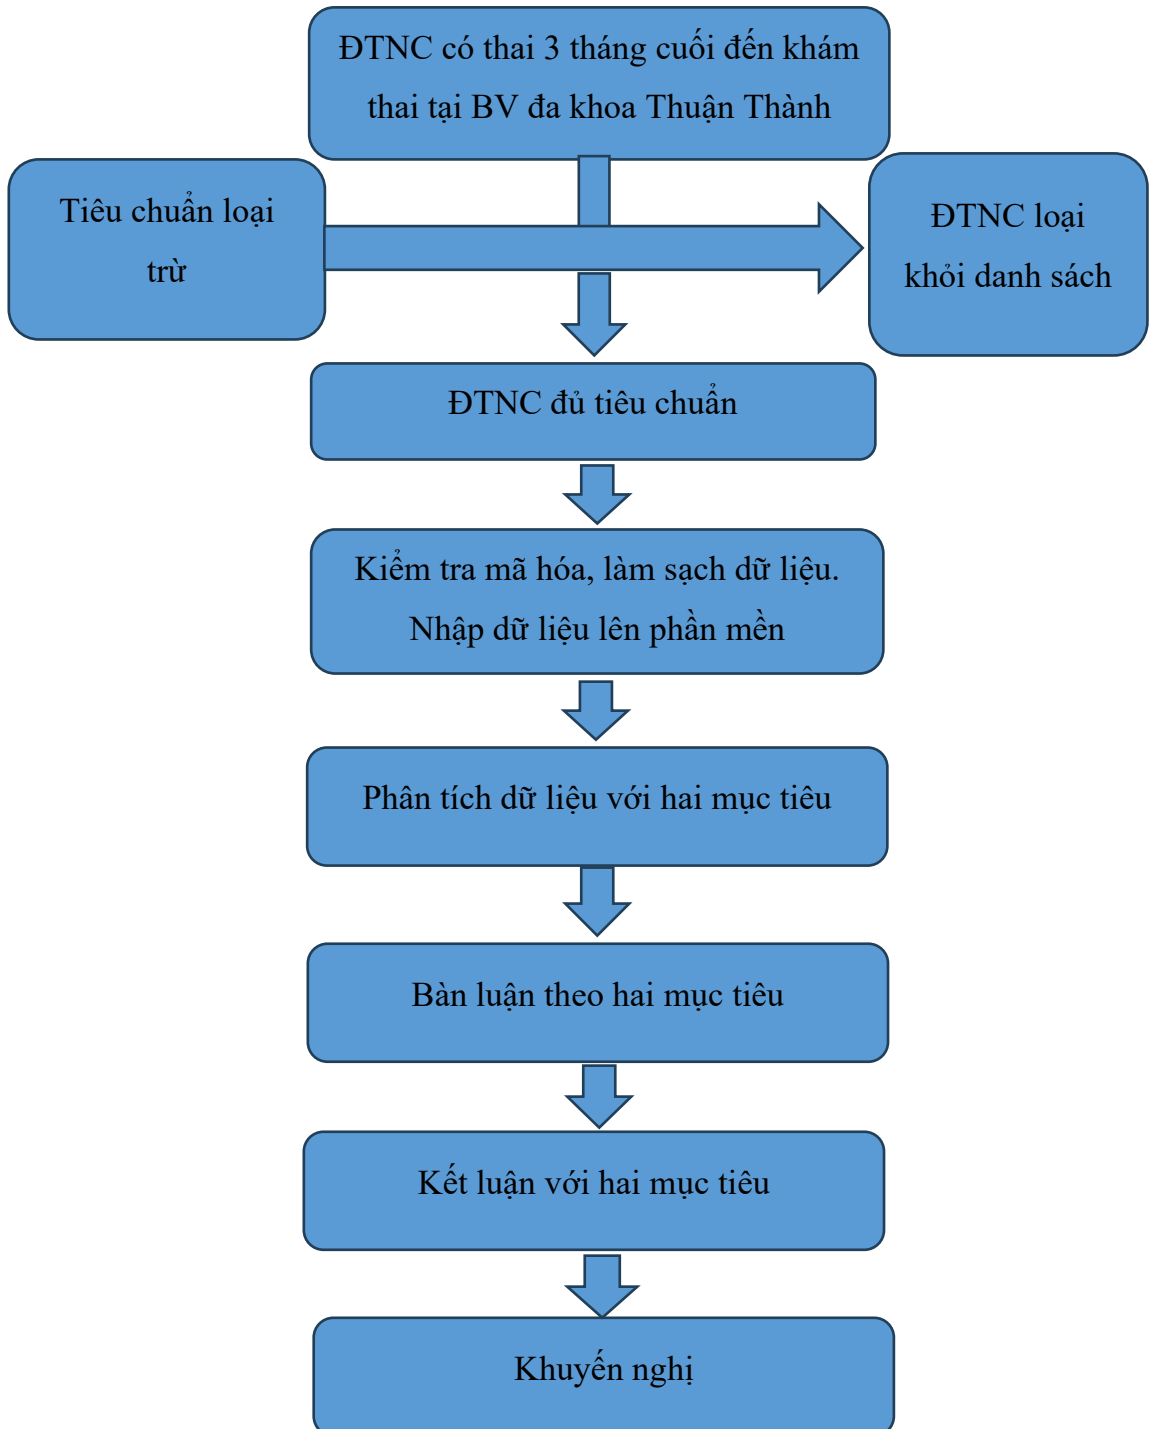 ĐTNC có thai 3 tháng cuối đến khám
thai tại BV đa khoa Thuận Thành
Tiêu chuẩn loại
trừ
ĐTNC loại
khỏi danh sách
ĐTNC đủ tiêu chuẩn
Kiểm tra mã hóa, làm sạch dữ liệu.
Nhập dữ liệu lên phần mền
Phân tích dữ liệu với hai mục tiêu
Bàn luận theo hai mục tiêu
Kết luận với hai mục tiêu
Khuyến nghị